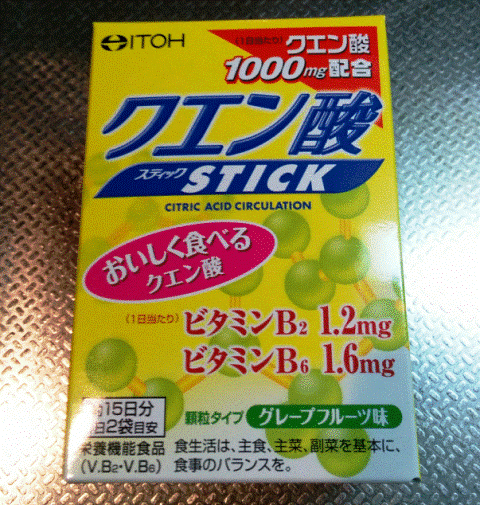 ITOH
(1日当たり) クエン酸
1000mg配合
クエン酸
スティック STICK
CITRIC ACID CIRCULATION
おいしく食べる
クエン酸
(1日当たり) ビタミンB2 1.2mg
ビタミンB6 1.6mg
15日分
2袋目安
顆粒タイプ グレープフルーツ味
栄養機能食品
(V.B2・V.B6)
食生活は、主食、主菜、副菜を基本に、
食事のバランスを。